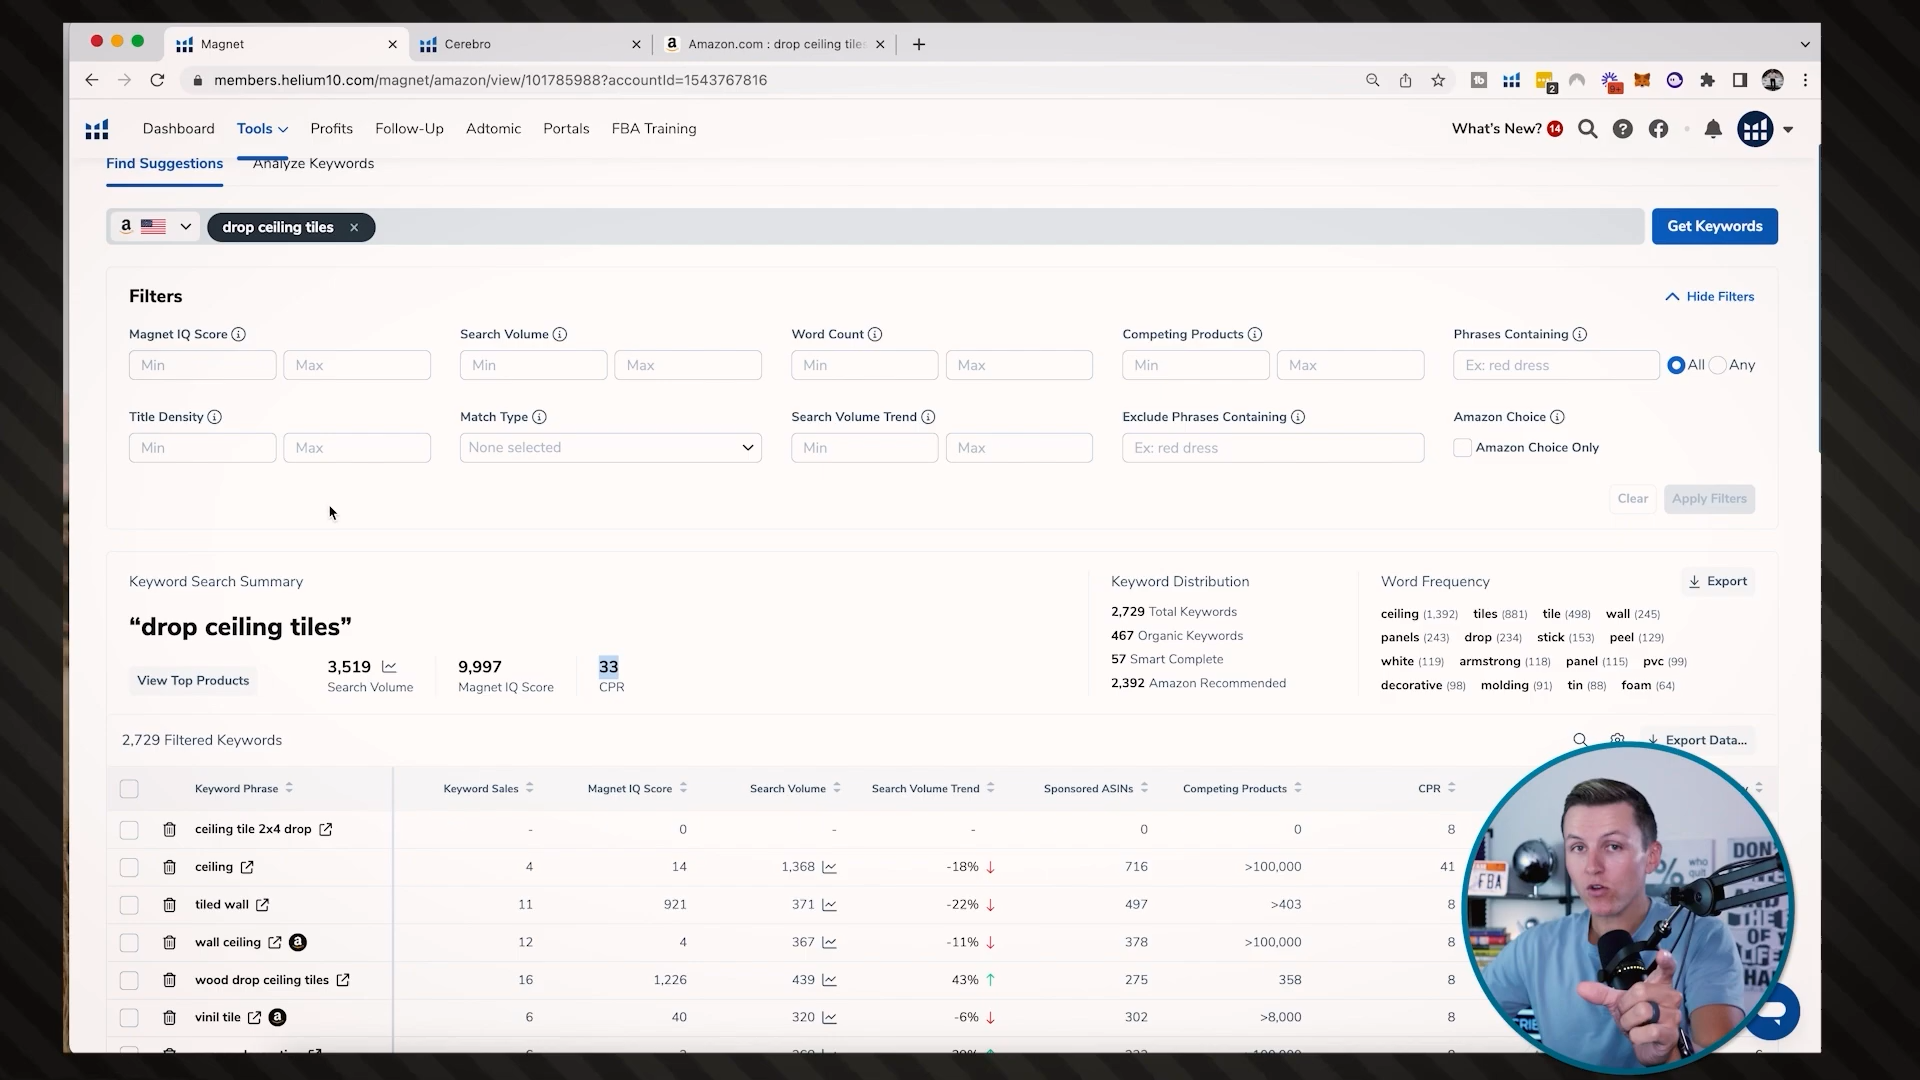 Magnet
Cerebro
Amazon.com : drop ceiling tile
members.helium10.com/magnet/amazon/view/101785988?accountId=1543767816
2
9+
Dashboard Tools Profits Follow-Up Adtomic Portals FBA Training
What's New? 14
Find Suggestions Analyze Keywords
drop ceiling tiles
Get Keywords
Filters
Hide Filters
Magnet IQ Score Search Volume Word Count Competing Products Phrases Containing
Min Max Min Max Min Max Min Max Ex: red dress All Any
Title Density Match Type Search Volume Trend Exclude Phrases Containing Amazon Choice
Min Max None selected Min Max Ex: red dress Amazon Choice Only
Clear Apply Filters
Keyword Search Summary
"drop ceiling tiles"
View Top Products
3,519 9,997 33
Search Volume Magnet IQ Score CPR
Keyword Distribution
2,729 Total Keywords
467 Organic Keywords
57 Smart Complete
2,392 Amazon Recommended
Word Frequency
Export
ceiling (1,392) tiles (881) tile (498) wall (245)
panels (243) drop (234) stick (153) peel (129)
white (119) armstrong (118) panel (115) pvc (99)
decorative (98) molding (91) tin (88) foam (64)
2,729 Filtered Keywords
Export Data...
Keyword Phrase Keyword Sales Magnet IQ Score Search Volume Search Volume Trend Sponsored ASINs Competing Products CPR
ceiling tile 2x4 drop - 0 - - 0 0 8
ceiling 4 14 1,368 -18% 716 >100,000 41
tiled wall 11 921 371 -22% 497 >403 8
wall ceiling 12 4 367 -11% 378 >100,000 8
wood drop ceiling tiles 16 1,226 439 43% 275 358 8
vinil tile 6 40 320 -6% 302 >8,000 8
FBA
who
quit
DON